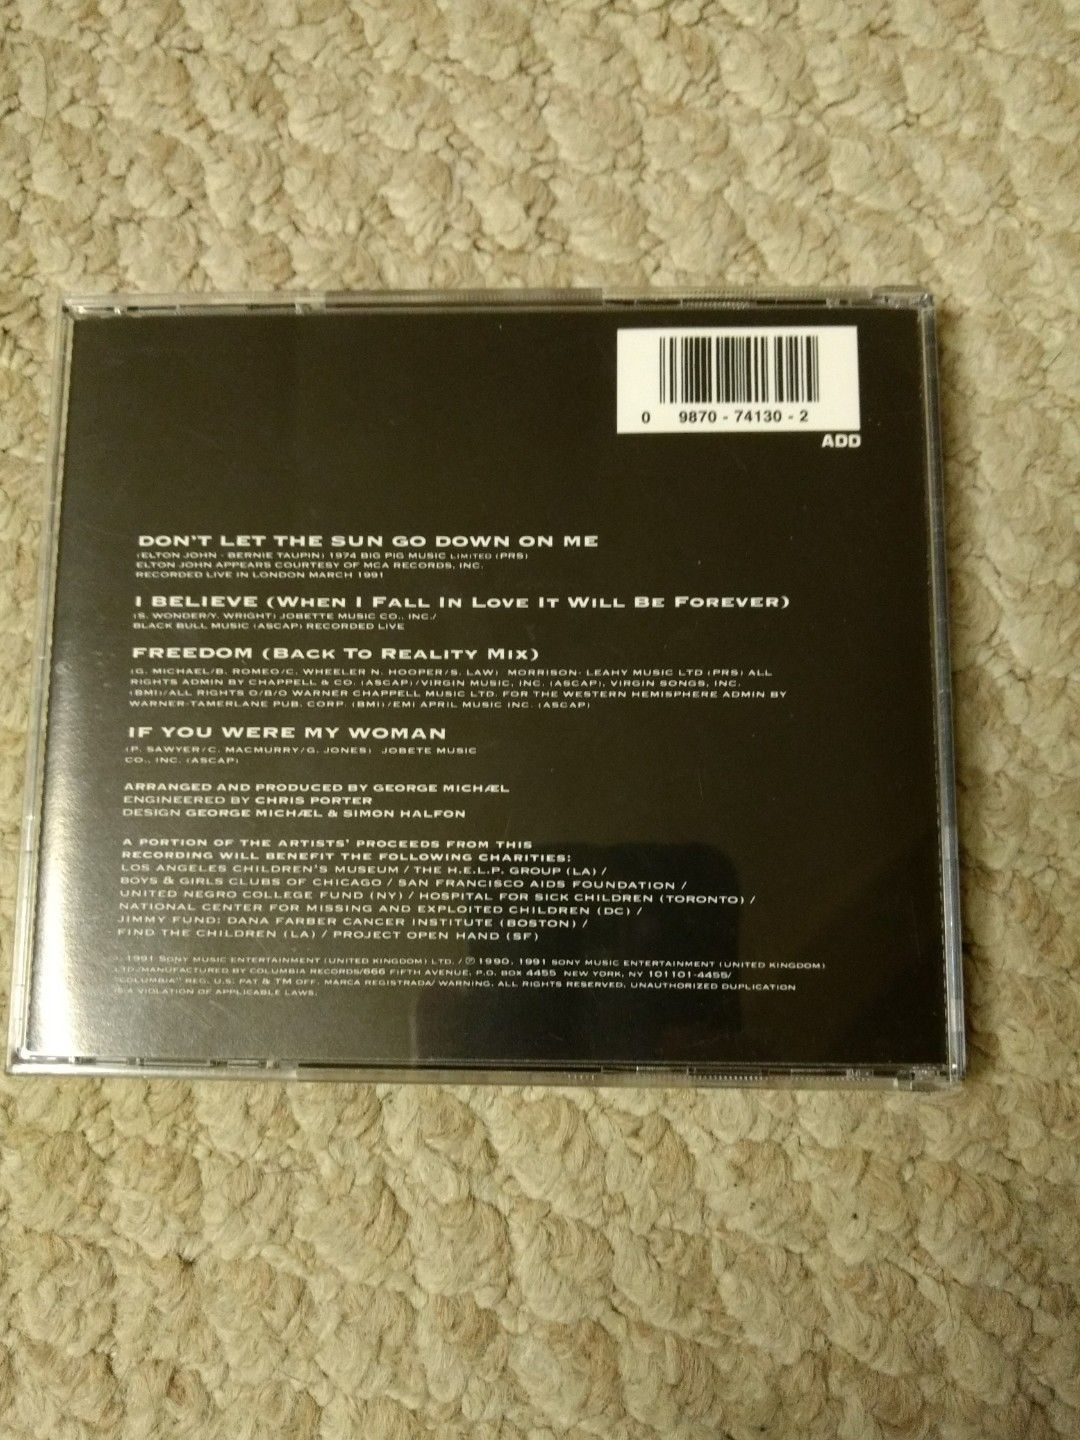 0 9870 - 74130 - 2
ADD
DON'T LET THE SUN GO DOWN ON ME
(ELTON JOHN - BERNIE TAUPIN) 1974 BIG PIG MUSIC LIMITED (PRS)
ELTON JOHN APPEARS COURTESY OF MCA RECORDS, INC.
RECORDED LIVE IN LONDON MARCH 1991
I BELIEVE (WHEN I FALL IN LOVE IT WILL BE FOREVER)
(S. WONDER/Y. WRIGHT) JOBETTE MUSIC CO., INC./
BLACK BULL MUSIC (ASCAP) RECORDED LIVE
FREEDOM (BACK TO REALITY MIX)
(G. MICHAEL/B. ROMEO/C. WHEELER N. HOOPER/S. LAW) MORRISON- LEAHY MUSIC LTD (PRS) ALL
RIGHTS ADMIN BY CHAPPELL & CO. (ASCAP)/VIRGIN MUSIC, INC. (ASCAP), VIRGIN SONGS, INC.
(BMI)/ALL RIGHTS O/B/O WARNER CHAPPELL MUSIC LTD. FOR THE WESTERN HEMISPHERE ADMIN BY
WARNER-TAMERLANE PUB. CORP. (BMI)/EMI APRIL MUSIC INC. (ASCAP)
IF YOU WERE MY WOMAN
(P. SAWYER/C. MACMURRY/G. JONES) JOBETE MUSIC
CO., INC. (ASCAP)
ARRANGED AND PRODUCED BY GEORGE MICHÆL
ENGINEERED BY CHRIS PORTER
DESIGN GEORGE MICHÆL & SIMON HALFON
A PORTION OF THE ARTISTS' PROCEEDS FROM THIS
RECORDING WILL BENEFIT THE FOLLOWING CHARITIES:
LOS ANGELES CHILDREN'S MUSEUM / THE H.E.L.P. GROUP (LA) /
BOYS & GIRLS CLUBS OF CHICAGO / SAN FRANCISCO AIDS FOUNDATION /
UNITED NEGRO COLLEGE FUND (NY) / HOSPITAL FOR SICK CHILDREN (TORONTO) /
NATIONAL CENTER FOR MISSING AND EXPLOITED CHILDREN (DC) /
JIMMY FUND: DANA FARBER CANCER INSTITUTE (BOSTON) /
FIND THE CHILDREN (LA) / PROJECT OPEN HAND (SF)
1991 SONY MUSIC ENTERTAINMENT (UNITED KINGDOM) LTD. / ℗ 1990, 1991 SONY MUSIC ENTERTAINMENT (UNITED KINGDOM)
LTD./MANUFACTURED BY COLUMBIA RECORDS/666 FIFTH AVENUE, P.O. BOX 4455 NEW YORK, NY 101101-4455/
"COLUMBIA" REG. U.S. PAT & TM OFF. MARCA REGISTRADA/ WARNING. ALL RIGHTS RESERVED. UNAUTHORIZED DUPLICATION
IS A VIOLATION OF APPLICABLE LAWS.